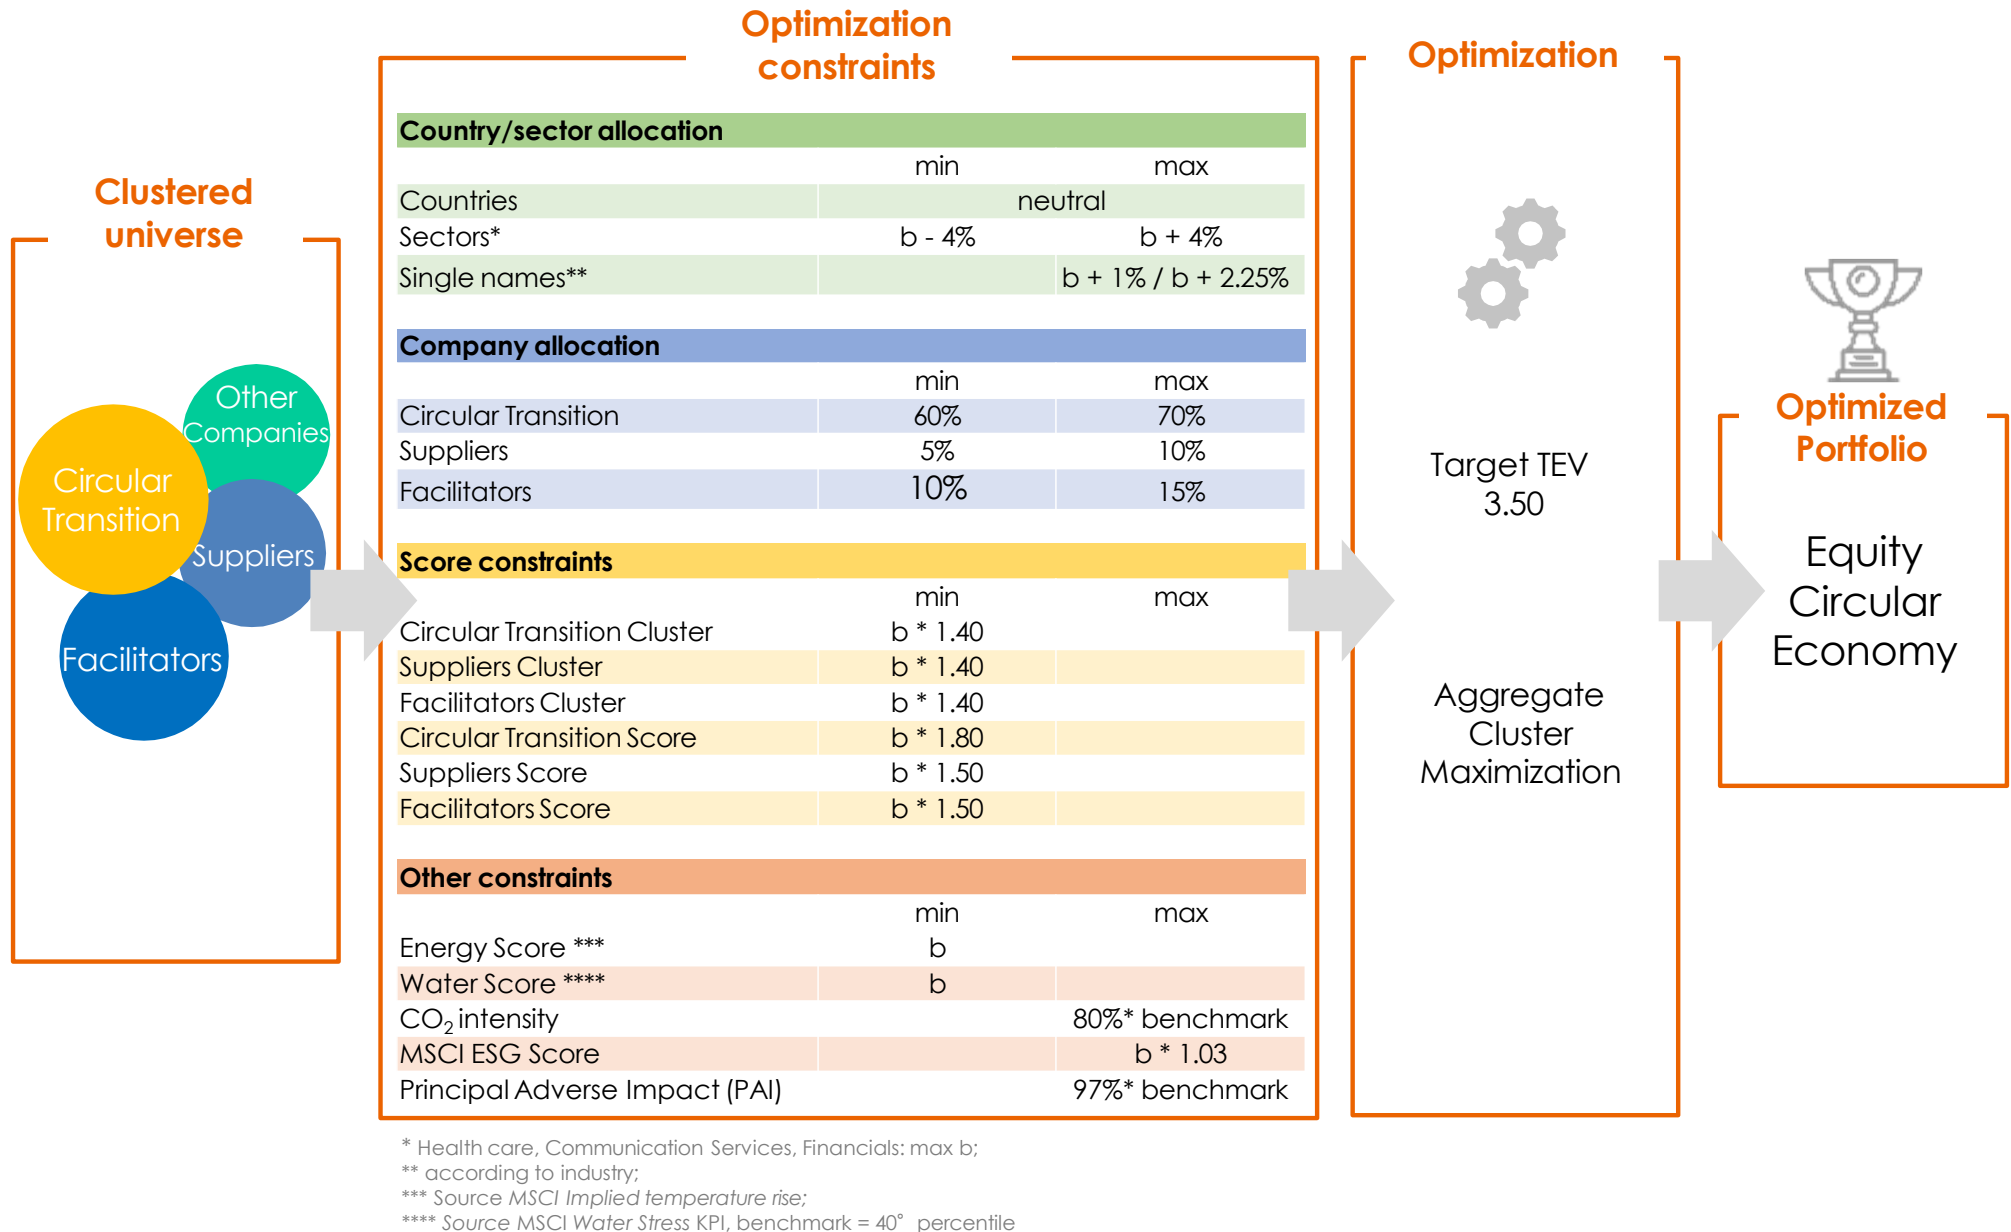 Clustered
universe
Other
Companies
Circular
Transition
Suppliers
Facilitators
Optimization
constraints
Country/sector allocation
min max
Countries neutral
Sectors* b - 4% b + 4%
Single names** b + 1% / b + 2.25%
Company allocation
min max
Circular Transition 60% 70%
Suppliers 5% 10%
Facilitators 10% 15%
Score constraints
min max
Circular Transition Cluster b * 1.40
Suppliers Cluster b * 1.40
Facilitators Cluster b * 1.40
Circular Transition Score b * 1.80
Suppliers Score b * 1.50
Facilitators Score b * 1.50
Other constraints
min max
Energy Score *** b
Water Score **** b
CO₂ intensity 80%* benchmark
MSCI ESG Score b * 1.03
Principal Adverse Impact (PAI) 97%* benchmark
* Health care, Communication Services, Financials: max b;
** according to industry;
*** Source MSCI Implied temperature rise;
**** Source MSCI Water Stress KPI, benchmark = 40° percentile
Optimization
Target TEV
3.50
Aggregate
Cluster
Maximization
Optimized
Portfolio
Equity
Circular
Economy